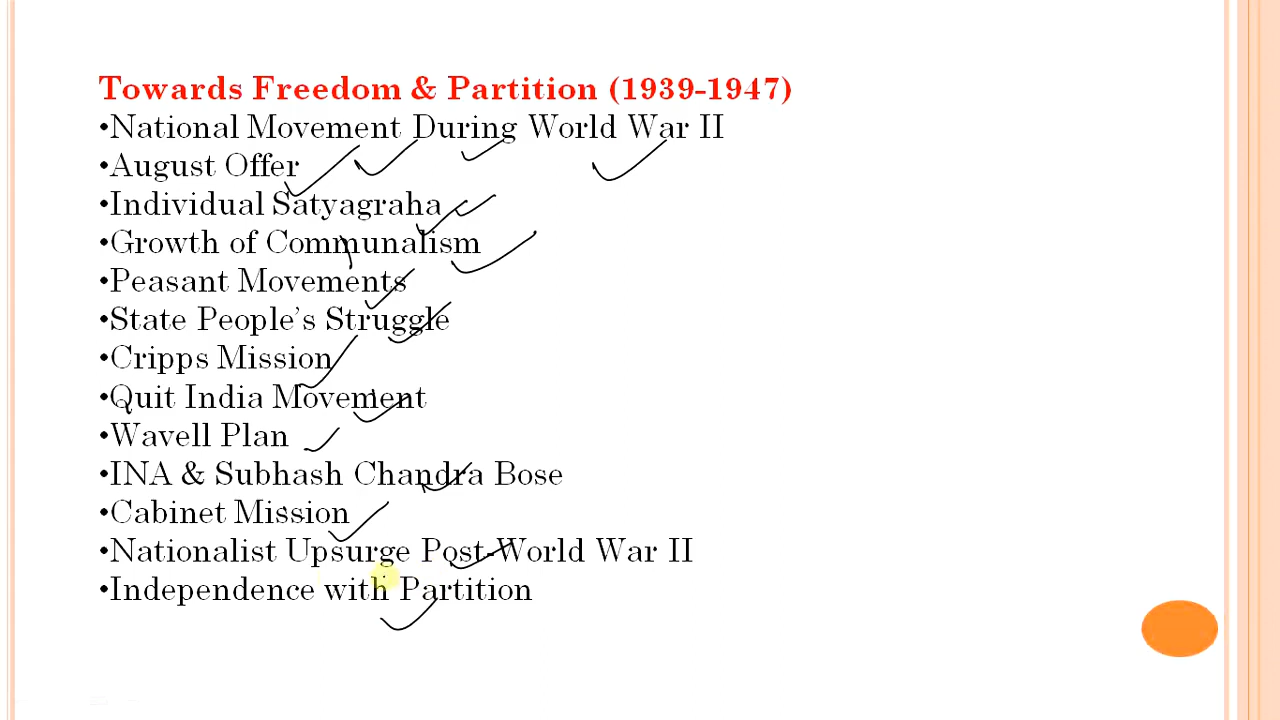 Towards Freedom & Partition (1939-1947)
•National Movement During World War II
•August Offer
•Individual Satyagraha
•Growth of Communalism
•Peasant Movements
•State People’s Struggle
•Cripps Mission
•Quit India Movement
•Wavell Plan
•INA & Subhash Chandra Bose
•Cabinet Mission
•Nationalist Upsurge Post-World War II
•Independence with Partition